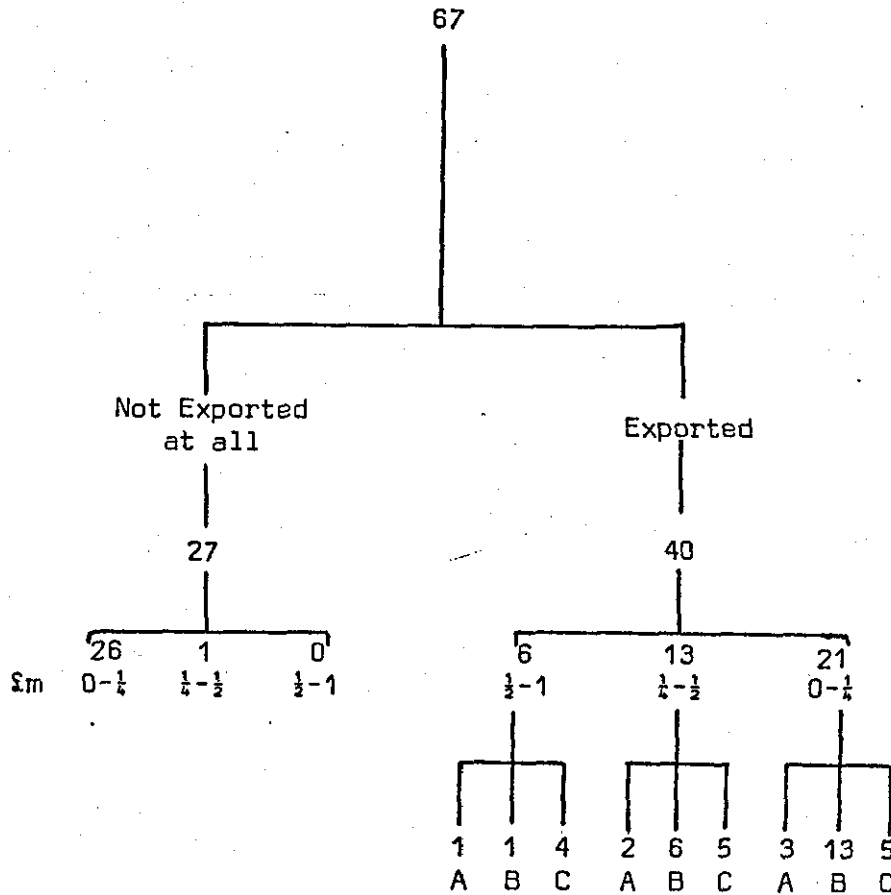 67
Not Exported
at all
Exported
27
40
26 1 0
£m 0-¼ ¼-½ ½-1
6 13 21
½-1 ¼-½ 0-¼
1 1 4 2 6 5 3 13 5
A B C A B C A B C